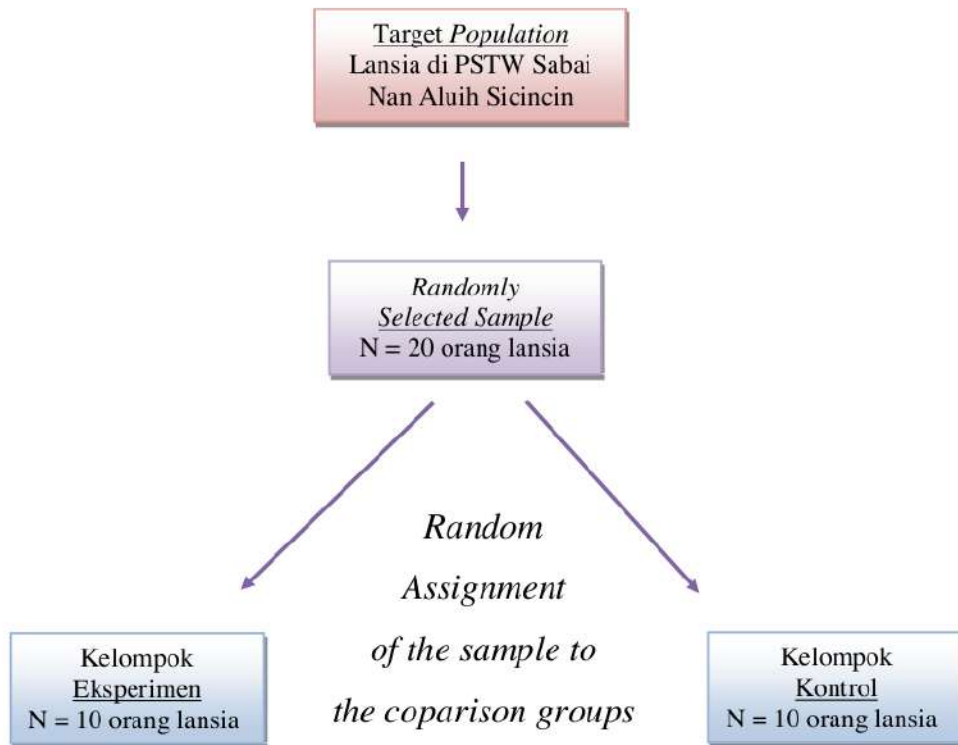 Target Population
Lansia di PSTW Sabai
Nan Aluih Sicincin
Randomly
Selected Sample
N = 20 orang lansia
Random
Assignment
of the sample to
the coparison groups
Kelompok
Eksperimen
N = 10 orang lansia
Kelompok
Kontrol
N = 10 orang lansia